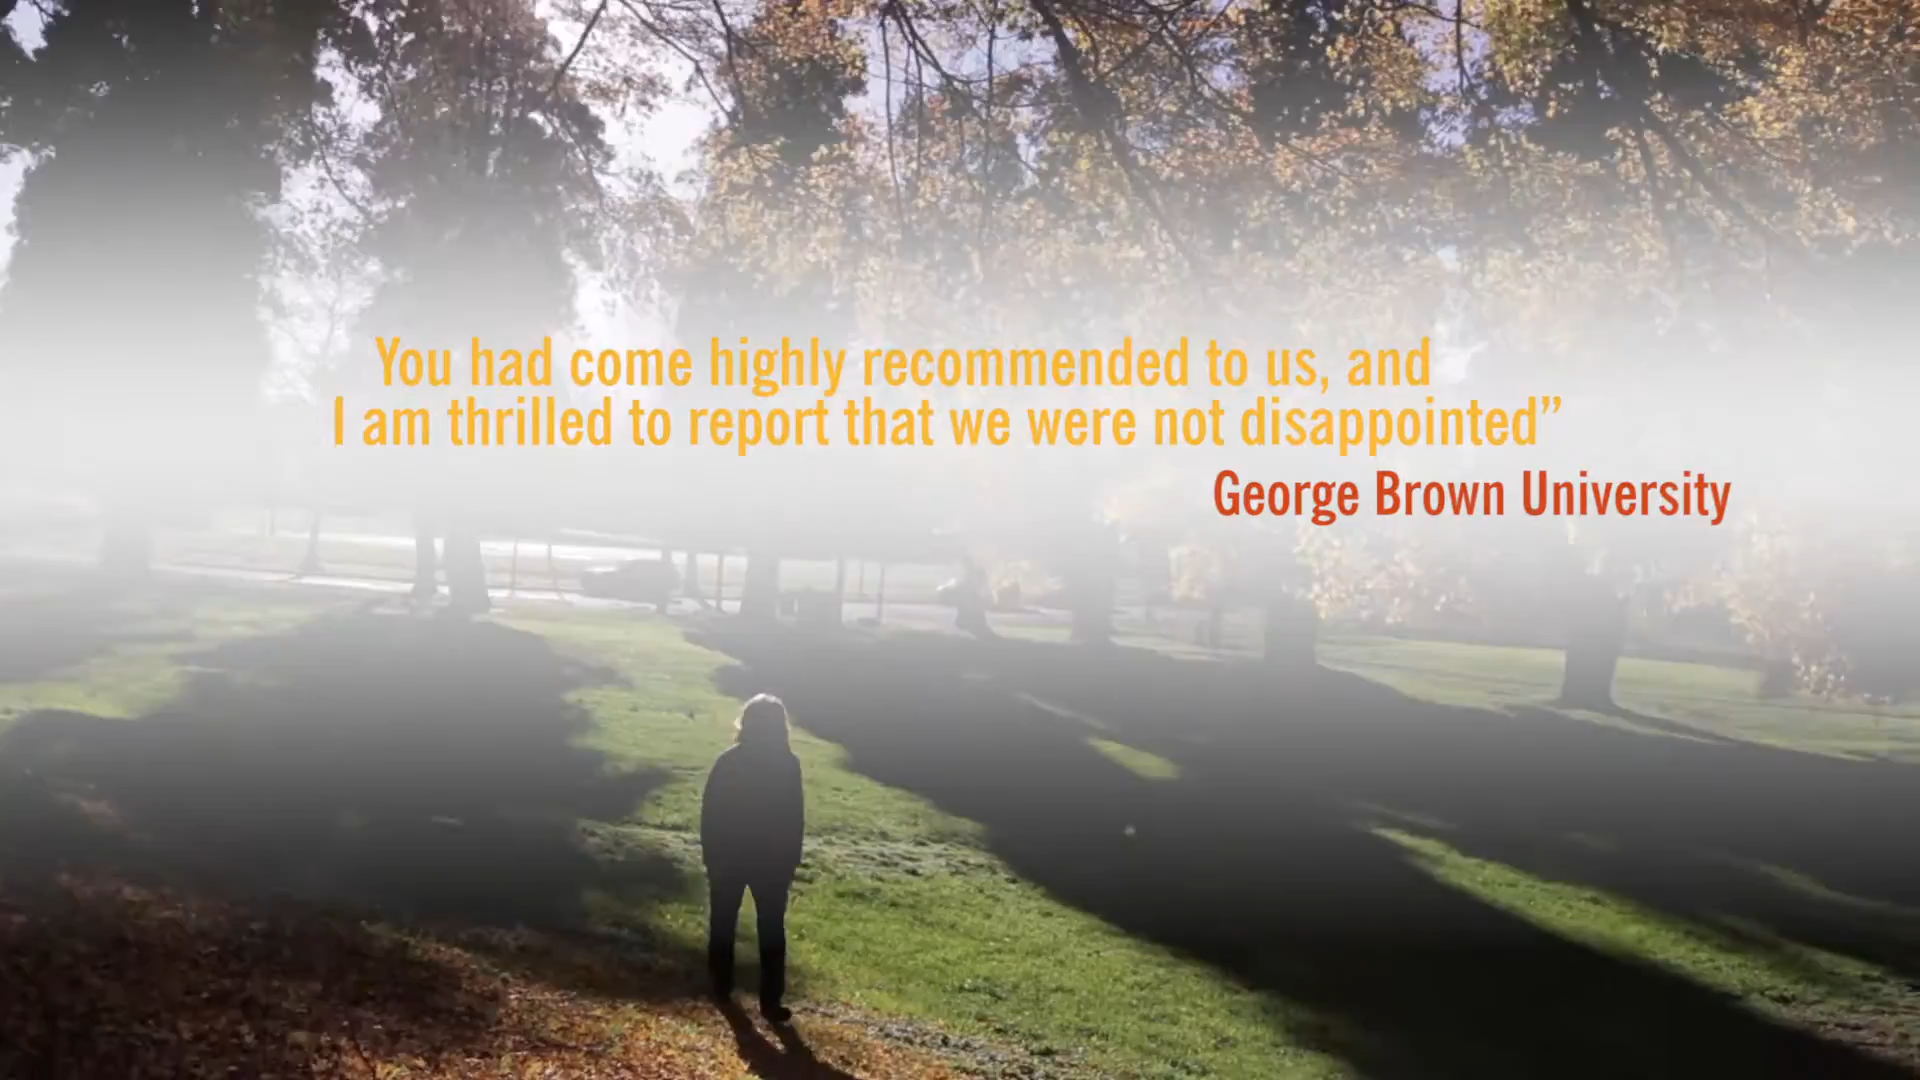 You had come highly recommended to us, and
I am thrilled to report that we were not disappointed”
George Brown University